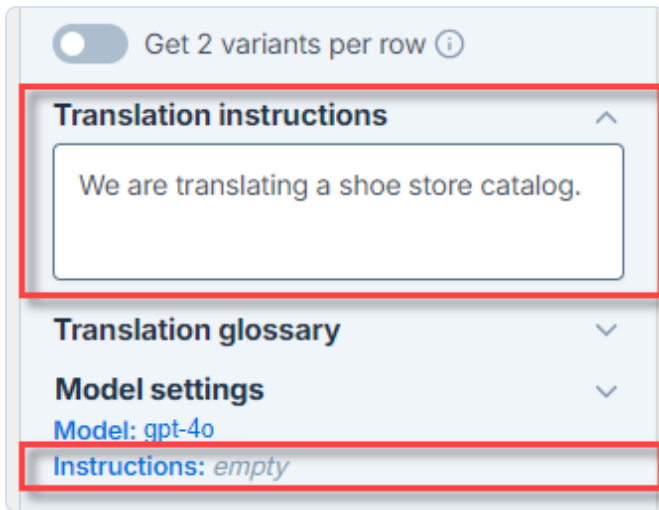 Get 2 variants per row
Translation instructions
We are translating a shoe store catalog.
Translation glossary
Model settings
Model: gpt-4o
Instructions: empty